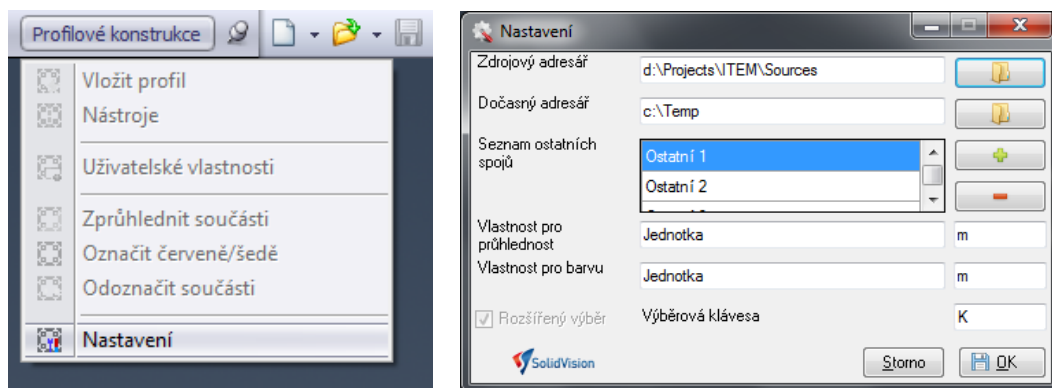 Profilové konstrukce
Vložit profil
Nástroje
Uživatelské vlastnosti
Zprůhlednit součásti
Označit červeně/šedě
Odoznačit součásti
Nastavení
Nastavení
Zdrojový adresář
d:\Projects\ITEM\Sources
Dočasný adresář
c:\Temp
Seznam ostatních
spojů
Ostatní 1
Ostatní 2
Vlastnost pro
průhlednost
Jednotka
m
Vlastnost pro barvu
Jednotka
m
Rozšířený výběr
Výběrová klávesa
K
SolidVision
Storno
OK